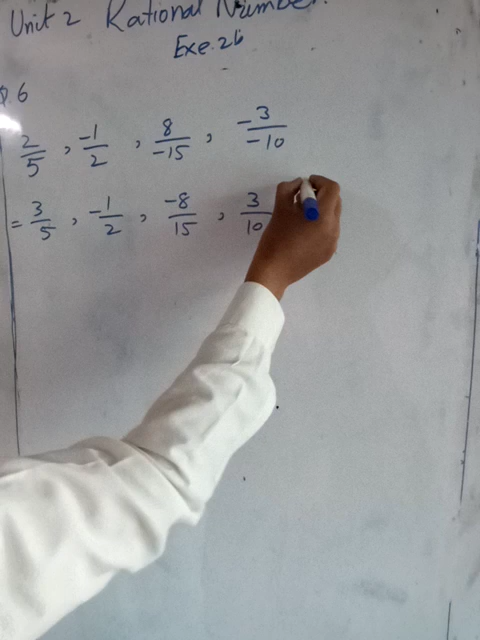 Unit 2 Rational Number.
Exe. 2b
Q.6
2/5 , -1/2 , 8/-15 , -3/-10
= 3/5 , -1/2 , -8/15 , 3/10